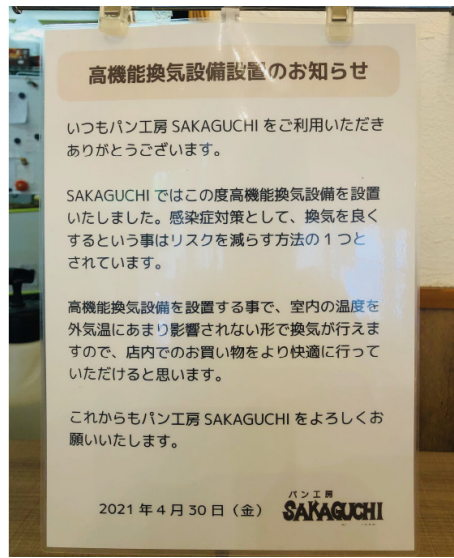 高機能換気設備設置のお知らせ
いつもパン工房 SAKAGUCHI をご利用いただき
ありがとうございます。
SAKAGUCHI ではこの度高機能換気設備を設置
いたしました。感染症対策として、換気を良く
するという事はリスクを減らす方法の 1 つと
されています。
高機能換気設備を設置する事で、室内の温度を
外気温にあまり影響されない形で換気が行えま
すので、店内でのお買い物をより快適に行って
いただけると思います。
これからもパン工房 SAKAGUCHI をよろしくお
願いいたします。
2021 年 4 月 30 日（金）
パン工房
SAKAGUCHI